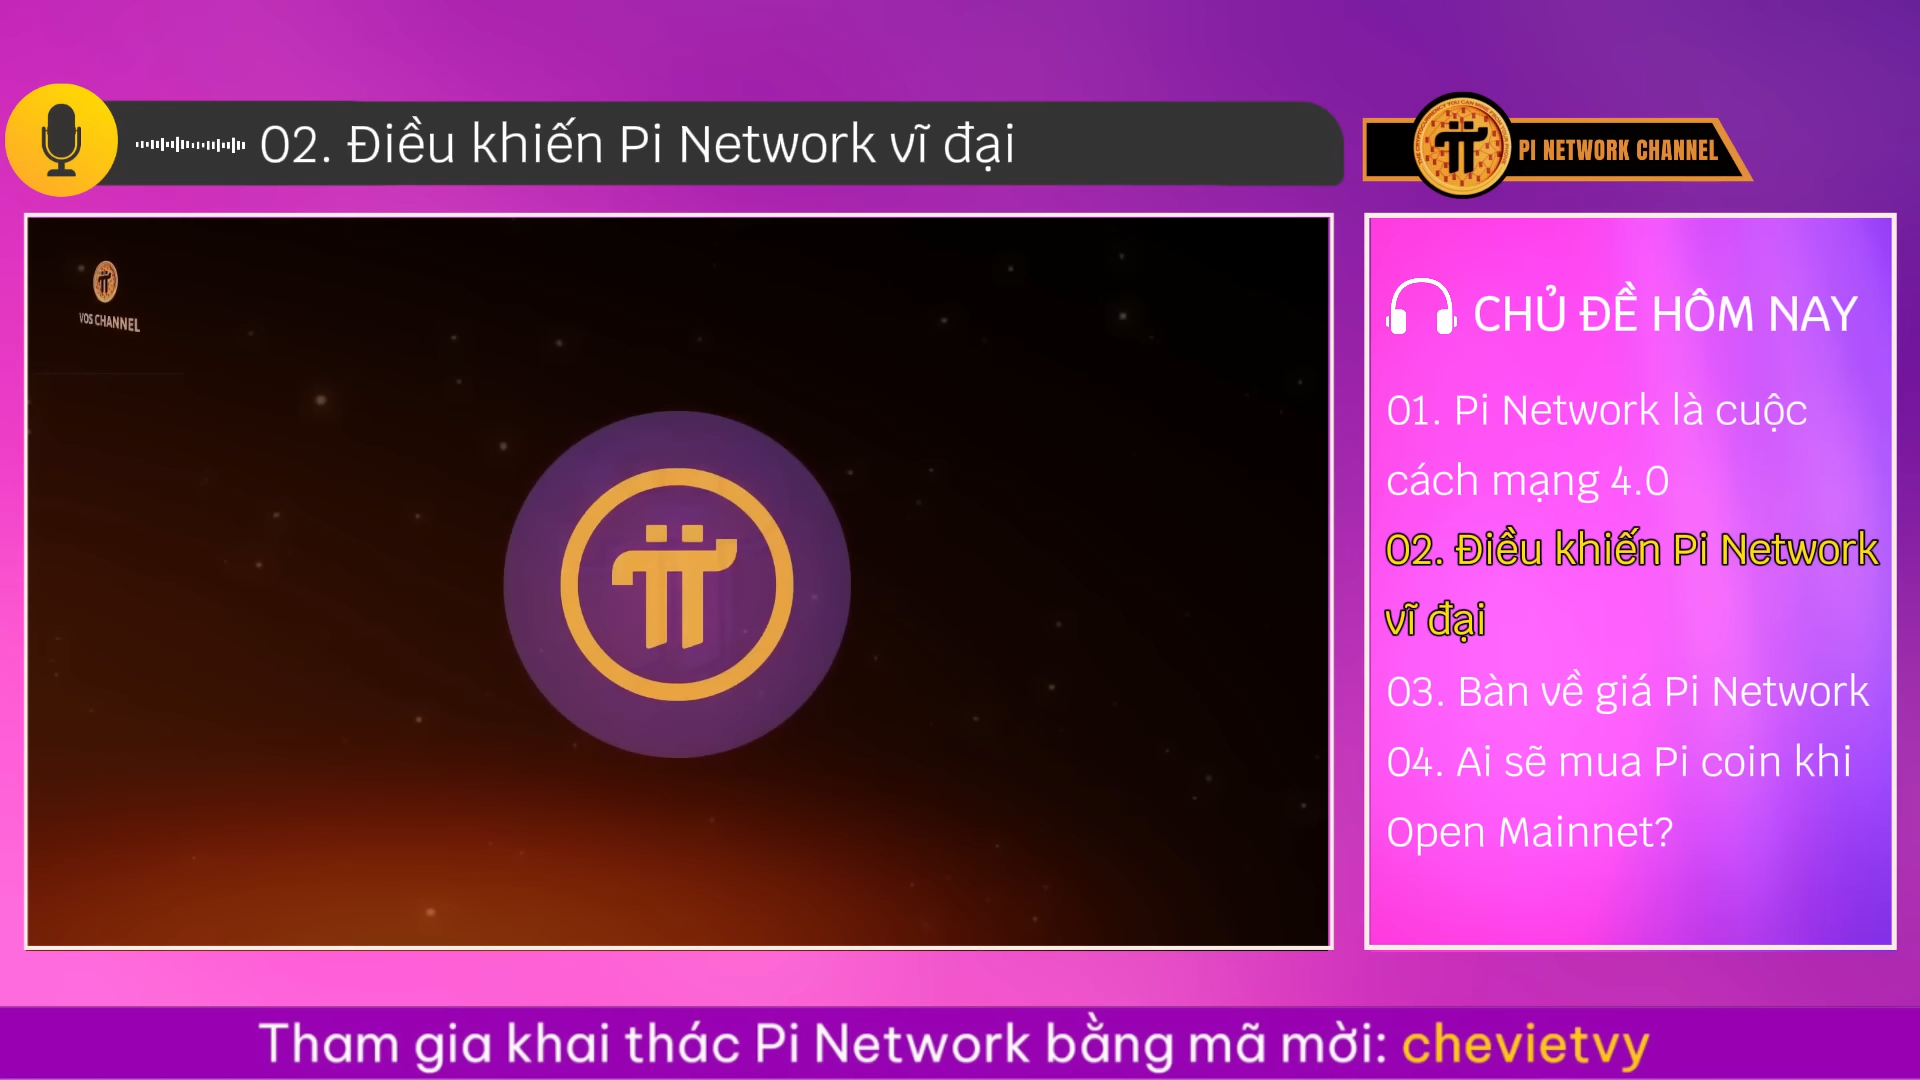 02. Điều khiến Pi Network vĩ đại
PI NETWORK CHANNEL
VOS CHANNEL
CHỦ ĐỀ HÔM NAY
01. Pi Network là cuộc
cách mạng 4.0
02. Điều khiến Pi Network
vĩ đại
03. Bàn về giá Pi Network
04. Ai sẽ mua Pi coin khi
Open Mainnet?
Tham gia khai thác Pi Network bằng mã mời: chevietvy